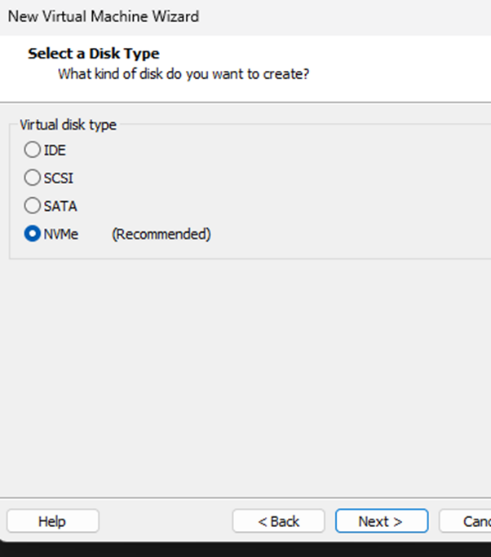 New Virtual Machine Wizard
Select a Disk Type
What kind of disk do you want to create?
Virtual disk type
IDE
SCSI
SATA
NVMe (Recommended)
Help < Back Next > Canc